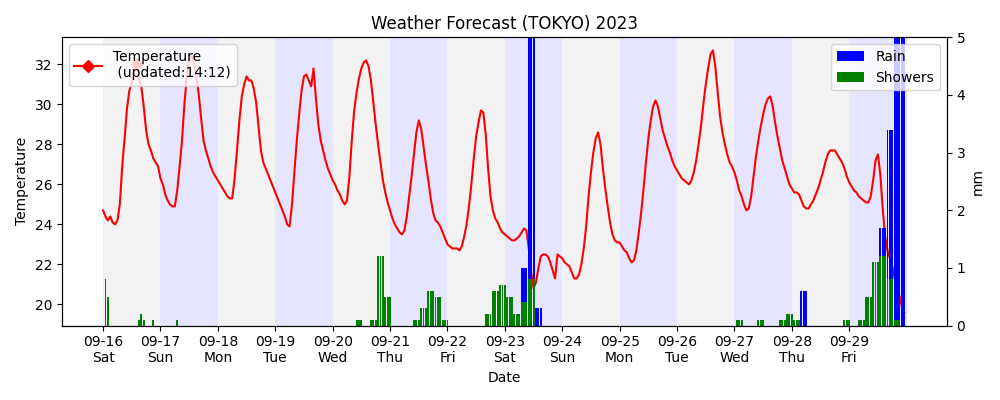 Weather Forecast (TOKYO) 2023
Temperature
(updated:14:12)
Rain
Showers
Temperature
32
30
28
26
24
22
20
5
4
3
2
1
0
mm
09-16 09-17 09-18 09-19 09-20 09-21 09-22 09-23 09-24 09-25 09-26 09-27 09-28 09-29
Sat Sun Mon Tue Wed Thu Fri Sat Sun Mon Tue Wed Thu Fri
Date